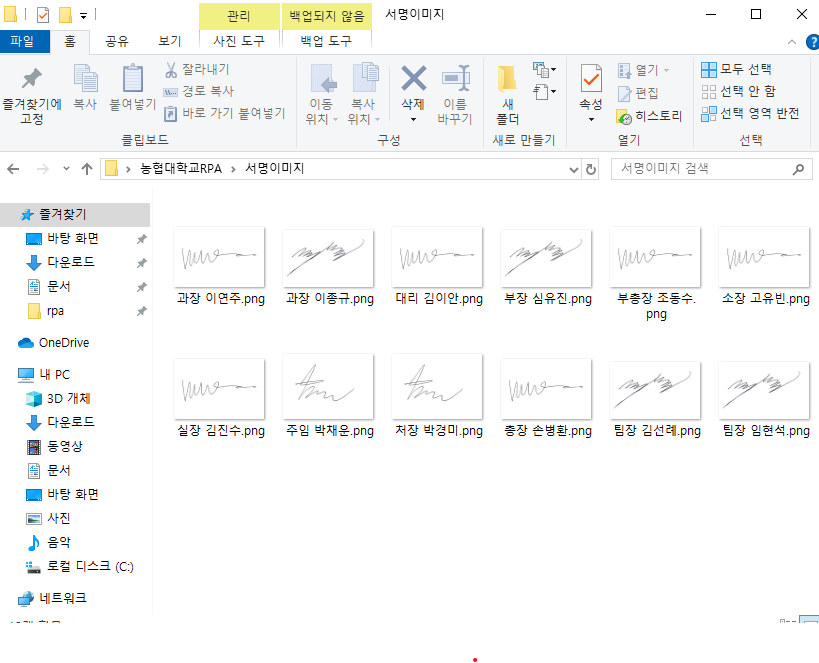 관리 백업되지 않음 서명이미지
파일 홈 공유 보기 사진 도구 백업 도구
즐겨찾기에 고정
복사
붙여넣기
잘라내기
경로 복사
바로 가기 붙여넣기
클립보드
이동 위치
복사 위치
삭제
이름 바꾸기
구성
새 폴더
새로 만들기
속성
열기
편집
히스토리
열기
모두 선택
선택 안 함
선택 영역 반전
선택
농협대학교RPA > 서명이미지
서명이미지 검색
즐겨찾기
바탕 화면
다운로드
문서
rpa
OneDrive
내 PC
3D 개체
다운로드
동영상
문서
바탕 화면
사진
음악
로컬 디스크 (C:)
네트워크
과장 이연주.png
과장 이종규.png
대리 김이안.png
부장 심유진.png
부총장 조동수.
png
소장 고유빈.png
실장 김진수.png
주임 박채운.png
처장 박경미.png
총장 손병환.png
팀장 김선례.png
팀장 임현석.png